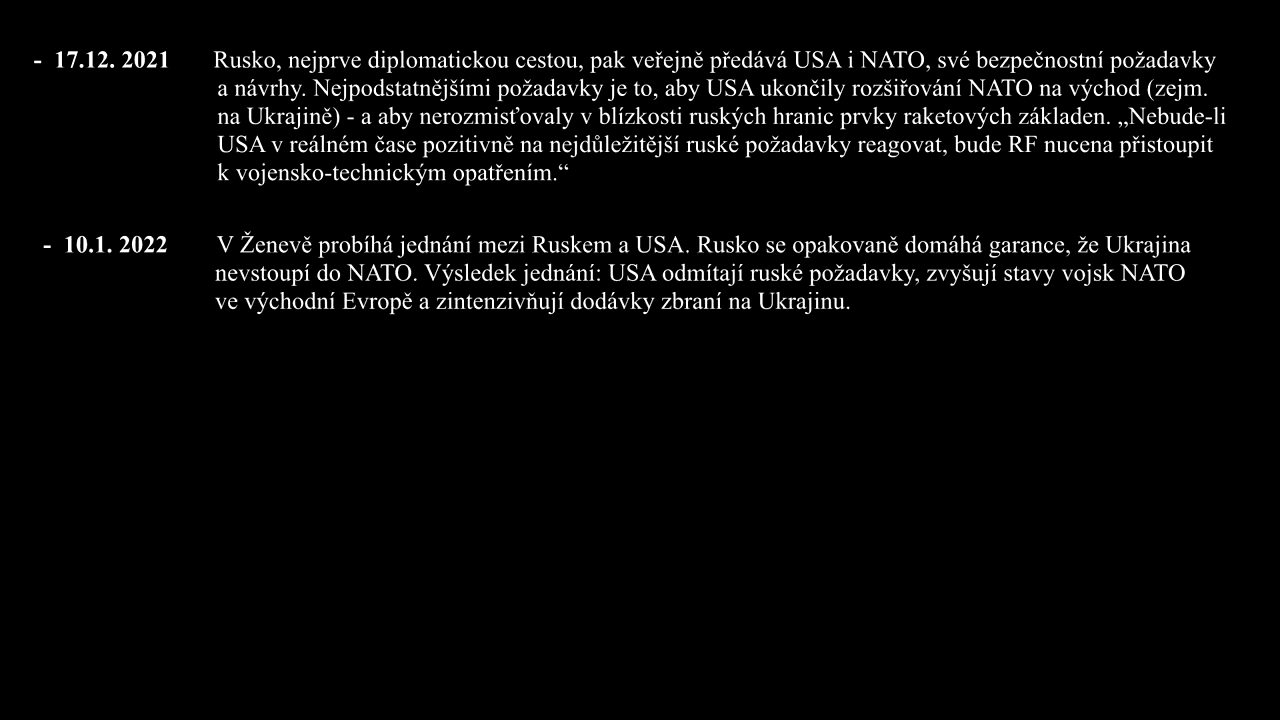 - 17.12. 2021 Rusko, nejprve diplomatickou cestou, pak veřejně předává USA i NATO, své bezpečnostní požadavky
a návrhy. Nejpodstatnějšími požadavky je to, aby USA ukončily rozšiřování NATO na východ (zejm.
na Ukrajině) - a aby nerozmisťovaly v blízkosti ruských hranic prvky raketových základen. „Nebude-li
USA v reálném čase pozitivně na nejdůležitější ruské požadavky reagovat, bude RF nucena přistoupit
k vojensko-technickým opatřením.“
- 10.1. 2022 V Ženevě probíhá jednání mezi Ruskem a USA. Rusko se opakovaně domáhá garance, že Ukrajina
nevstoupí do NATO. Výsledek jednání: USA odmítají ruské požadavky, zvyšují stavy vojsk NATO
ve východní Evropě a zintenzivňují dodávky zbraní na Ukrajinu.